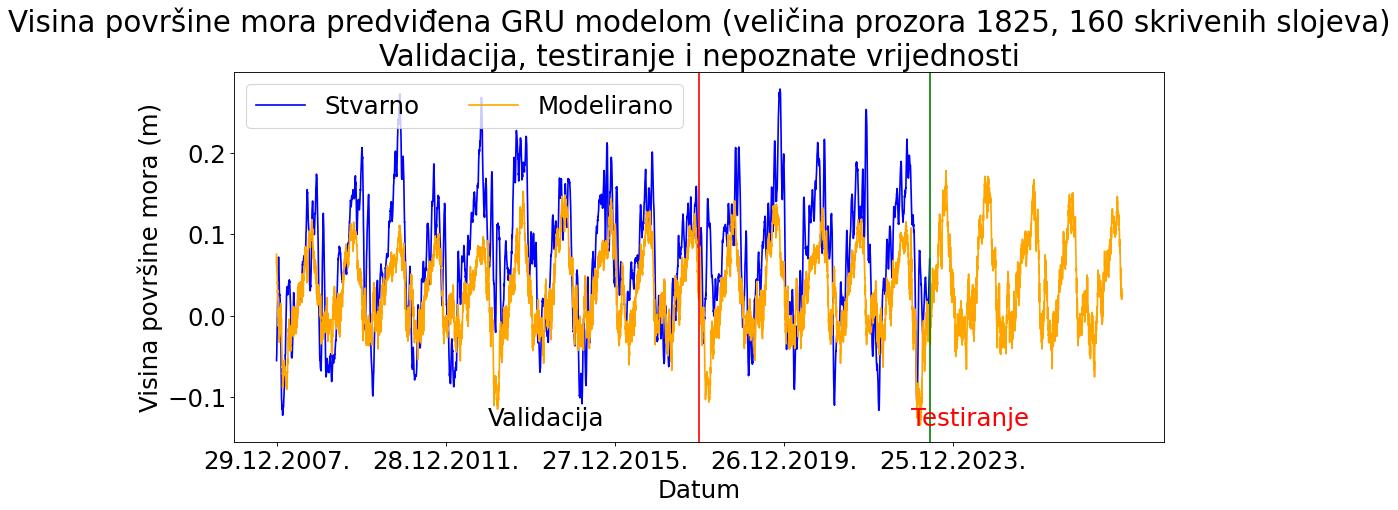 Visina površine mora predviđena GRU modelom (veličina prozora 1825, 160 skrivenih slojeva)
Validacija, testiranje i nepoznate vrijednosti
Stvarno
Modelirano
Visina površine mora (m)
0.2
0.1
0.0
−0.1
Validacija
Testiranje
29.12.2007.
28.12.2011.
27.12.2015.
26.12.2019.
25.12.2023.
Datum